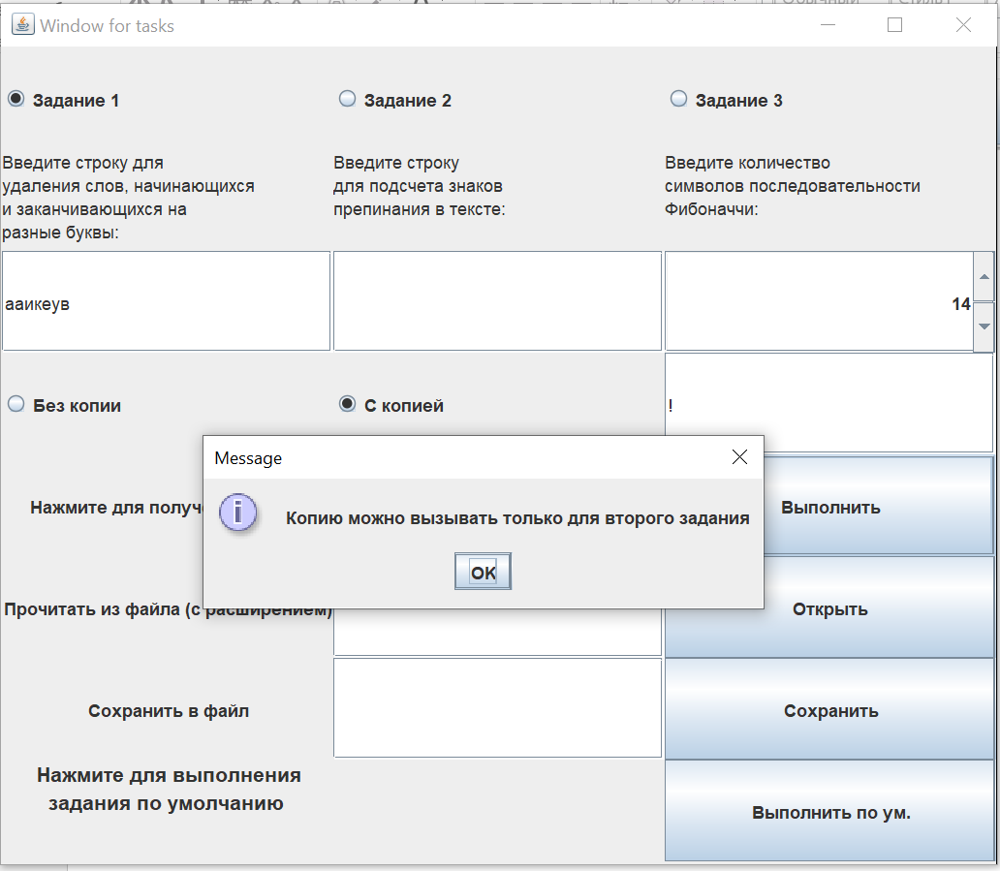 Window for tasks
Задание 1
Задание 2
Задание 3
Введите строку для
удаления слов, начинающихся
и заканчивающихся на
разные буквы:
Введите строку
для подсчета знаков
препинания в тексте:
Введите количество
символов последовательности
Фибоначчи:
ааикеув
14
Без копии
С копией
!
Message
Копию можно вызывать только для второго задания
OK
Нажмите для
Выполнить
Прочитать из файла (с расширением)
Открыть
Сохранить в файл
Сохранить
Нажмите для выполнения
задания по умолчанию
Выполнить по ум.